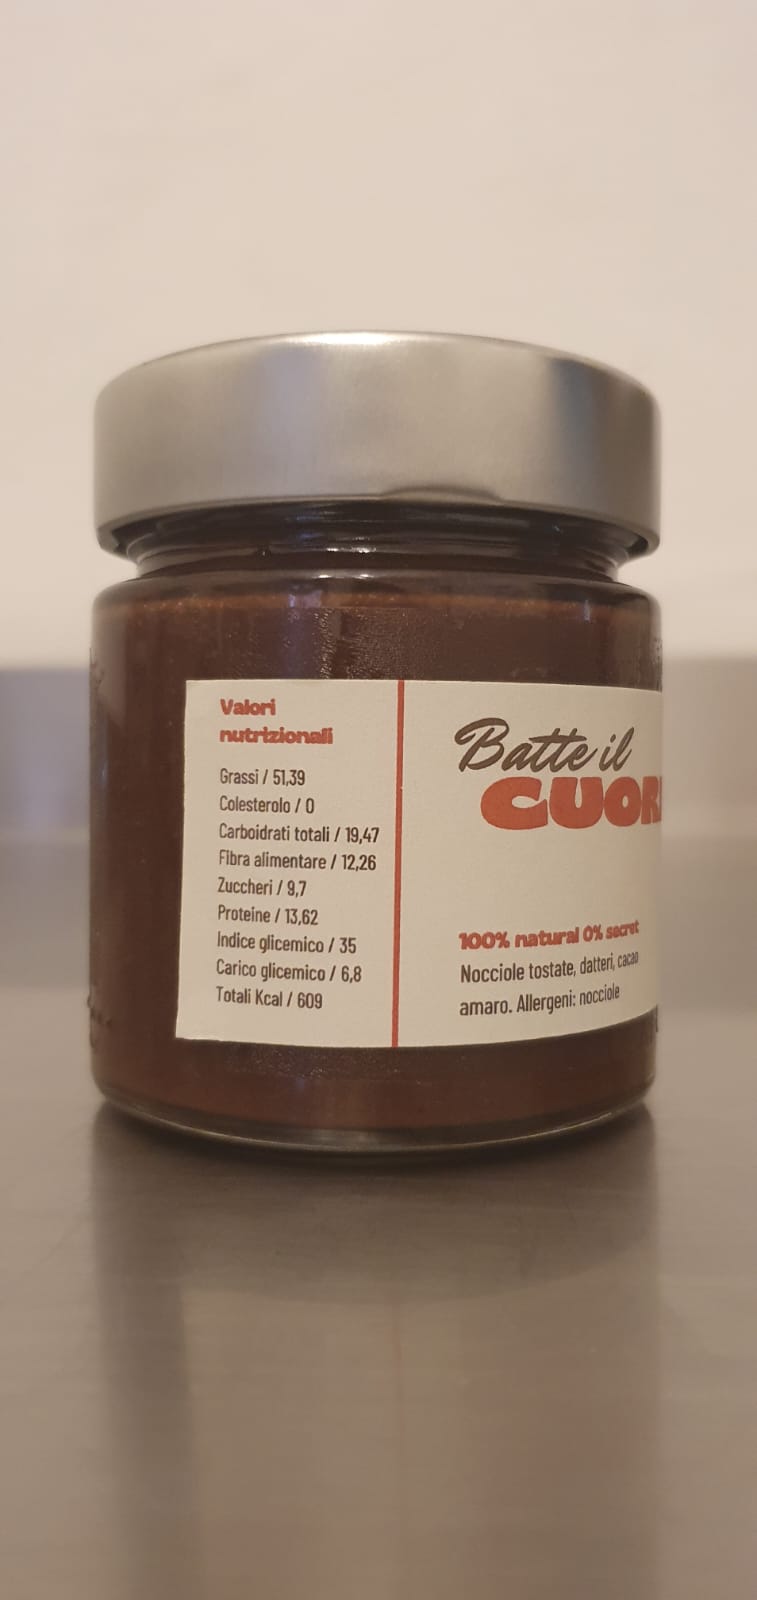 Valori
nutrizionali
Grassi / 51,39
Colesterolo / 0
Carboidrati totali / 19,47
Fibra alimentare / 12,26
Zuccheri / 9,7
Proteine / 13,62
Indice glicemico / 35
Carico glicemico / 6,8
Totali Kcal / 609
Batte il
CUOR
100% natural 0% secret
Nocciole tostate, datteri, cacao
amaro. Allergeni: nocciole